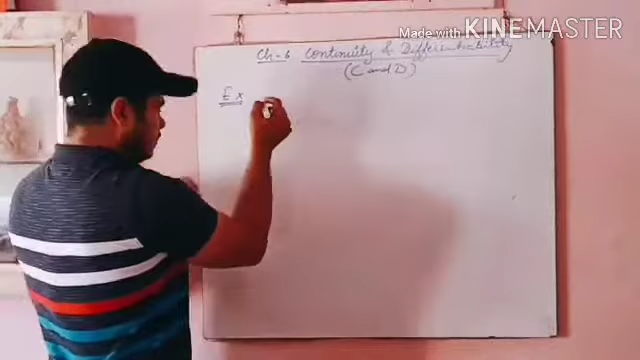 Made with KINEMASTER
Ch-6 Continuity & Differentiability
(C and D)
Ex